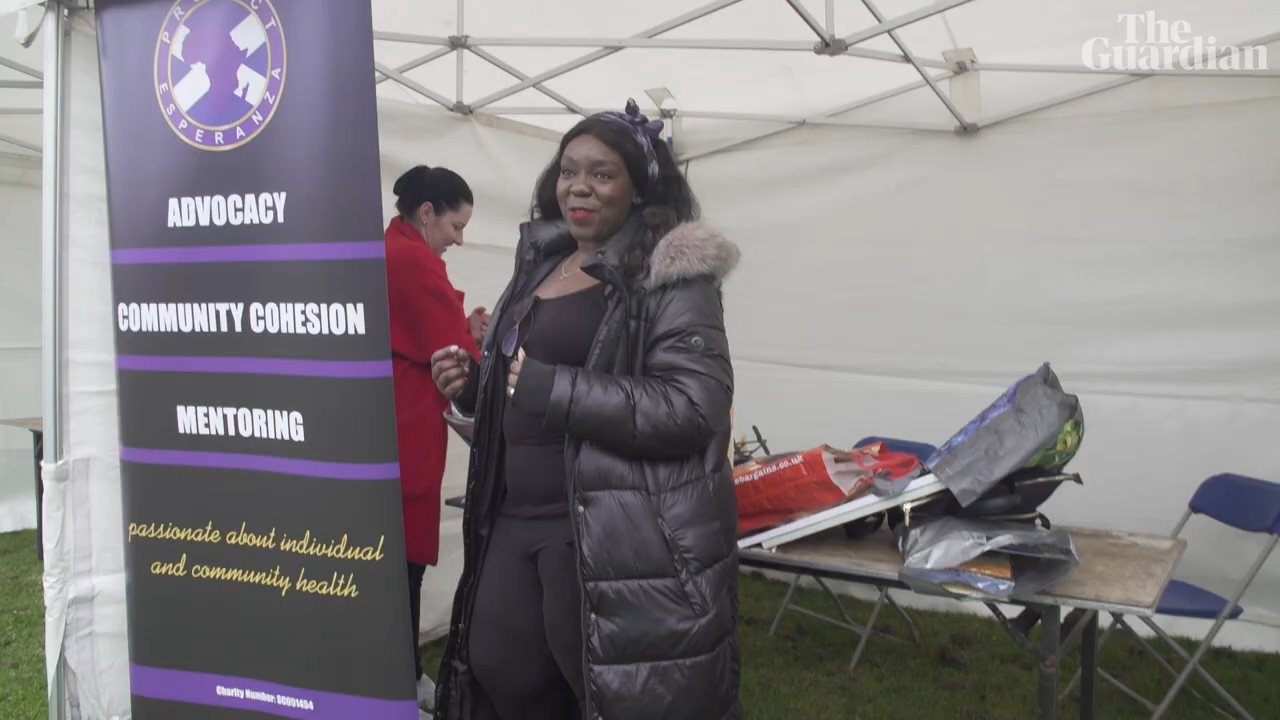 The
Guardian
PROJECT
ESPERANZA
ADVOCACY
COMMUNITY COHESION
MENTORING
passionate about individual
and community health
Charity Number: SC051454
ebargains.co.uk